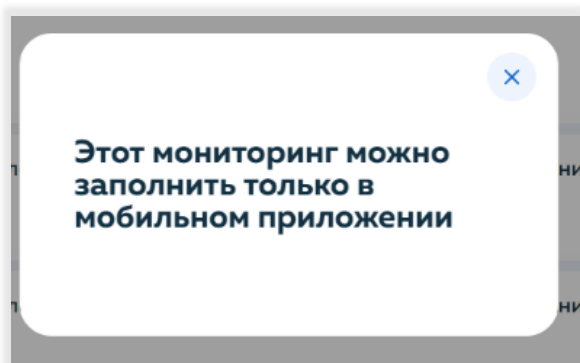 Этот мониторинг можно
заполнить только в
мобильном приложении